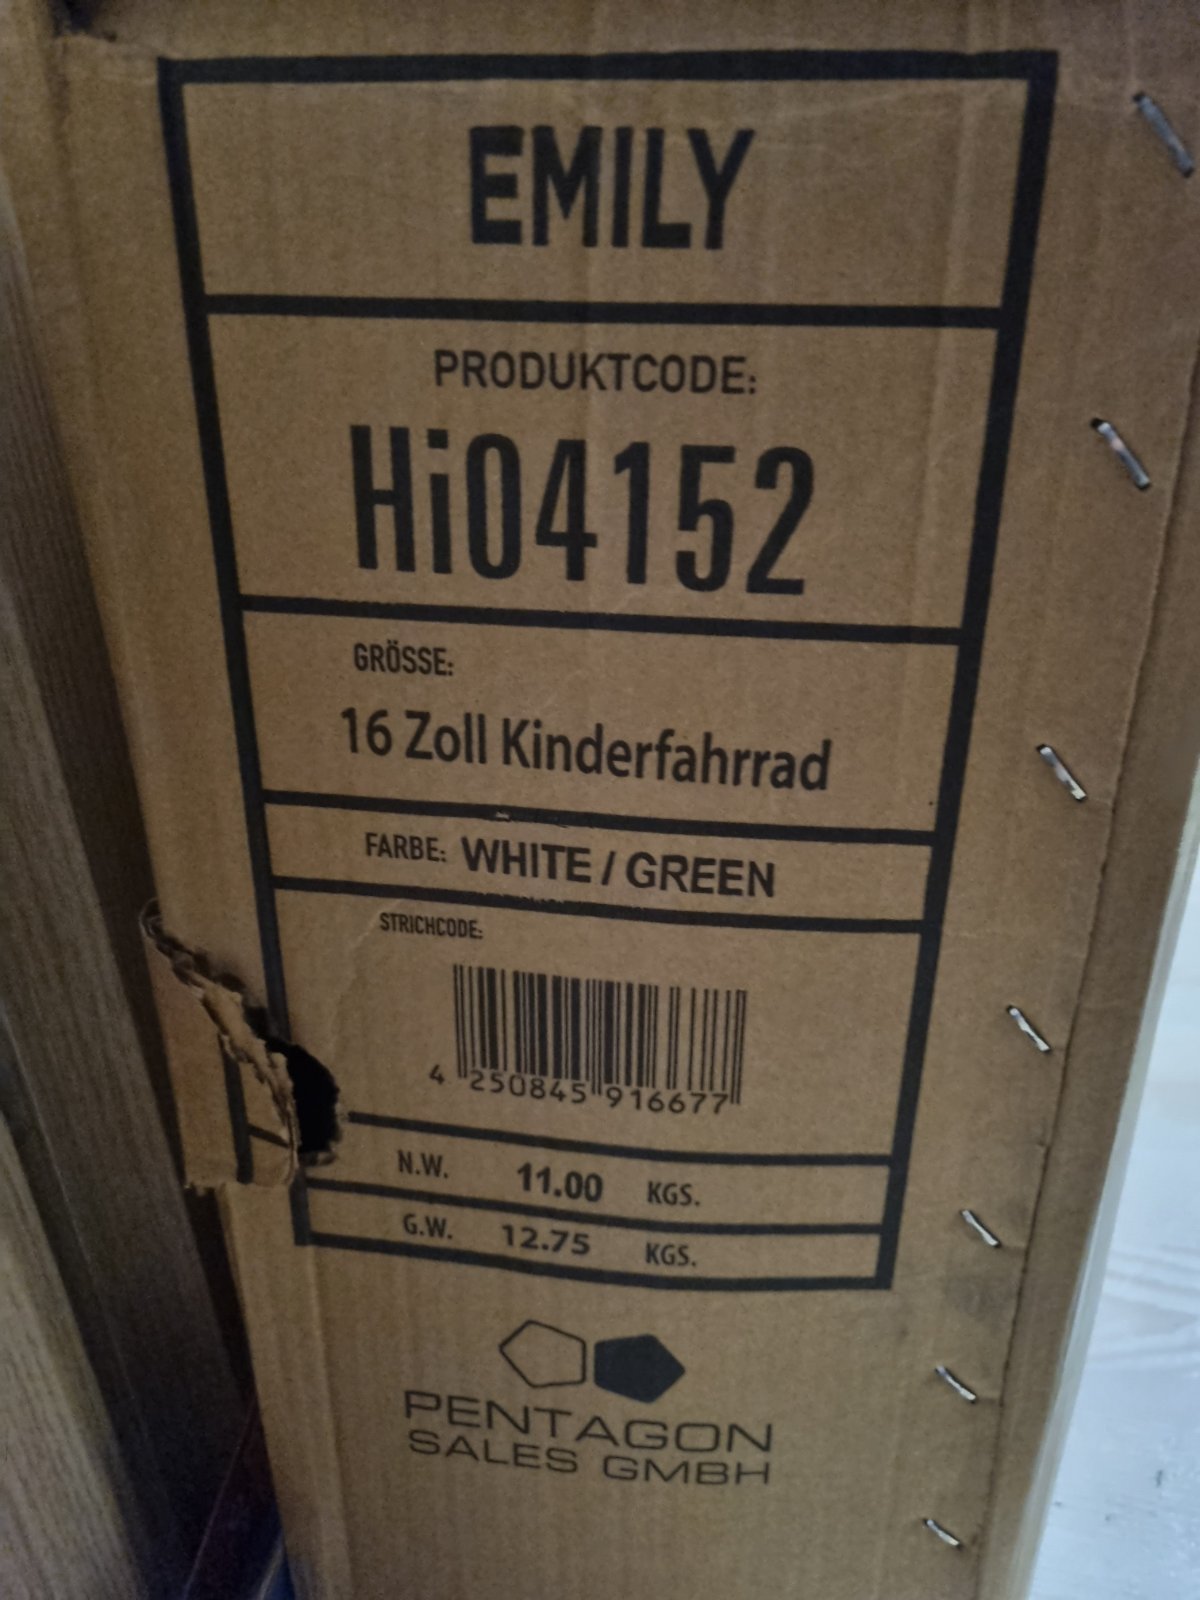 EMILY
PRODUKTCODE:
Hi04152
GRÖSSE:
16 Zoll Kinderfahrrad
FARBE: WHITE / GREEN
STRICHCODE:
4 250845 916677
N.W. 11.00 KGS.
G.W. 12.75 KGS.
PENTAGON
SALES GMBH